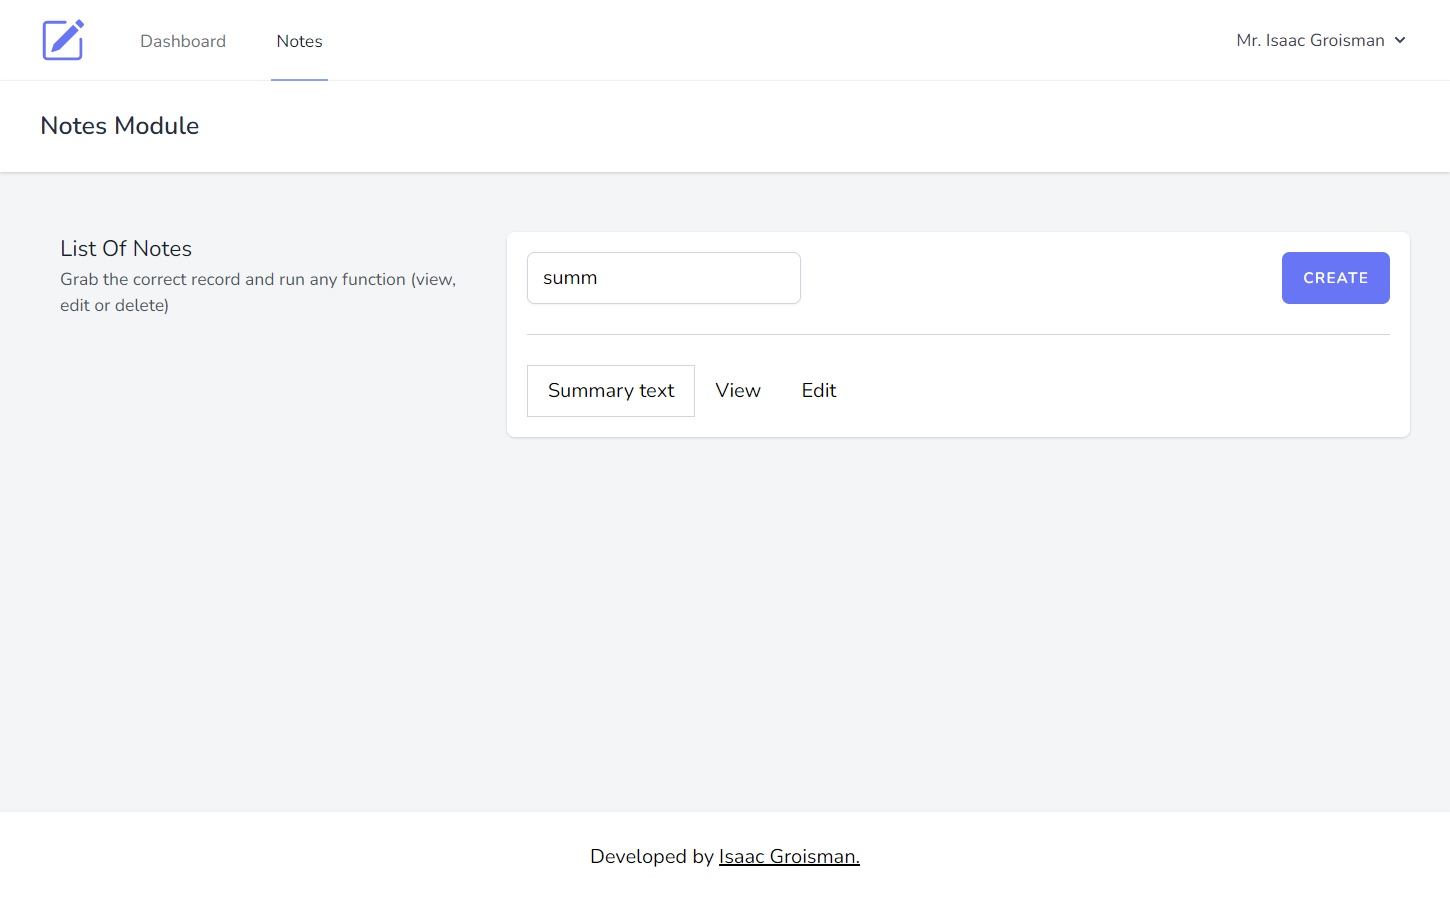 Dashboard Notes Mr. Isaac Groisman
Notes Module
List Of Notes
Grab the correct record and run any function (view,
edit or delete)
summ CREATE
Summary text View Edit
Developed by Isaac Groisman.